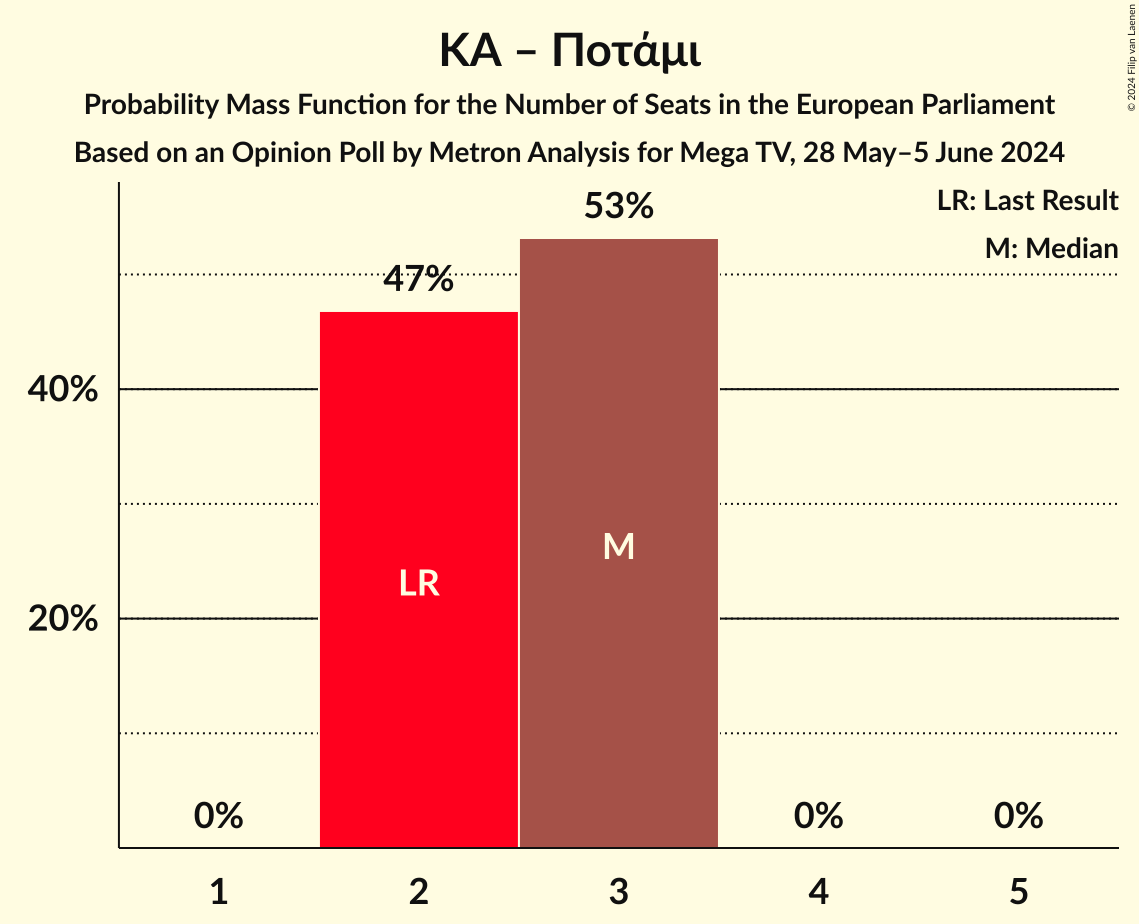 ΚΑ – Ποτάμι
Probability Mass Function for the Number of Seats in the European Parliament
Based on an Opinion Poll by Metron Analysis for Mega TV, 28 May–5 June 2024
© 2024 Filip van Laenen
LR: Last Result
M: Median
53%
47%
40%
20%
LR
M
0%
0%
0%
1
2
3
4
5